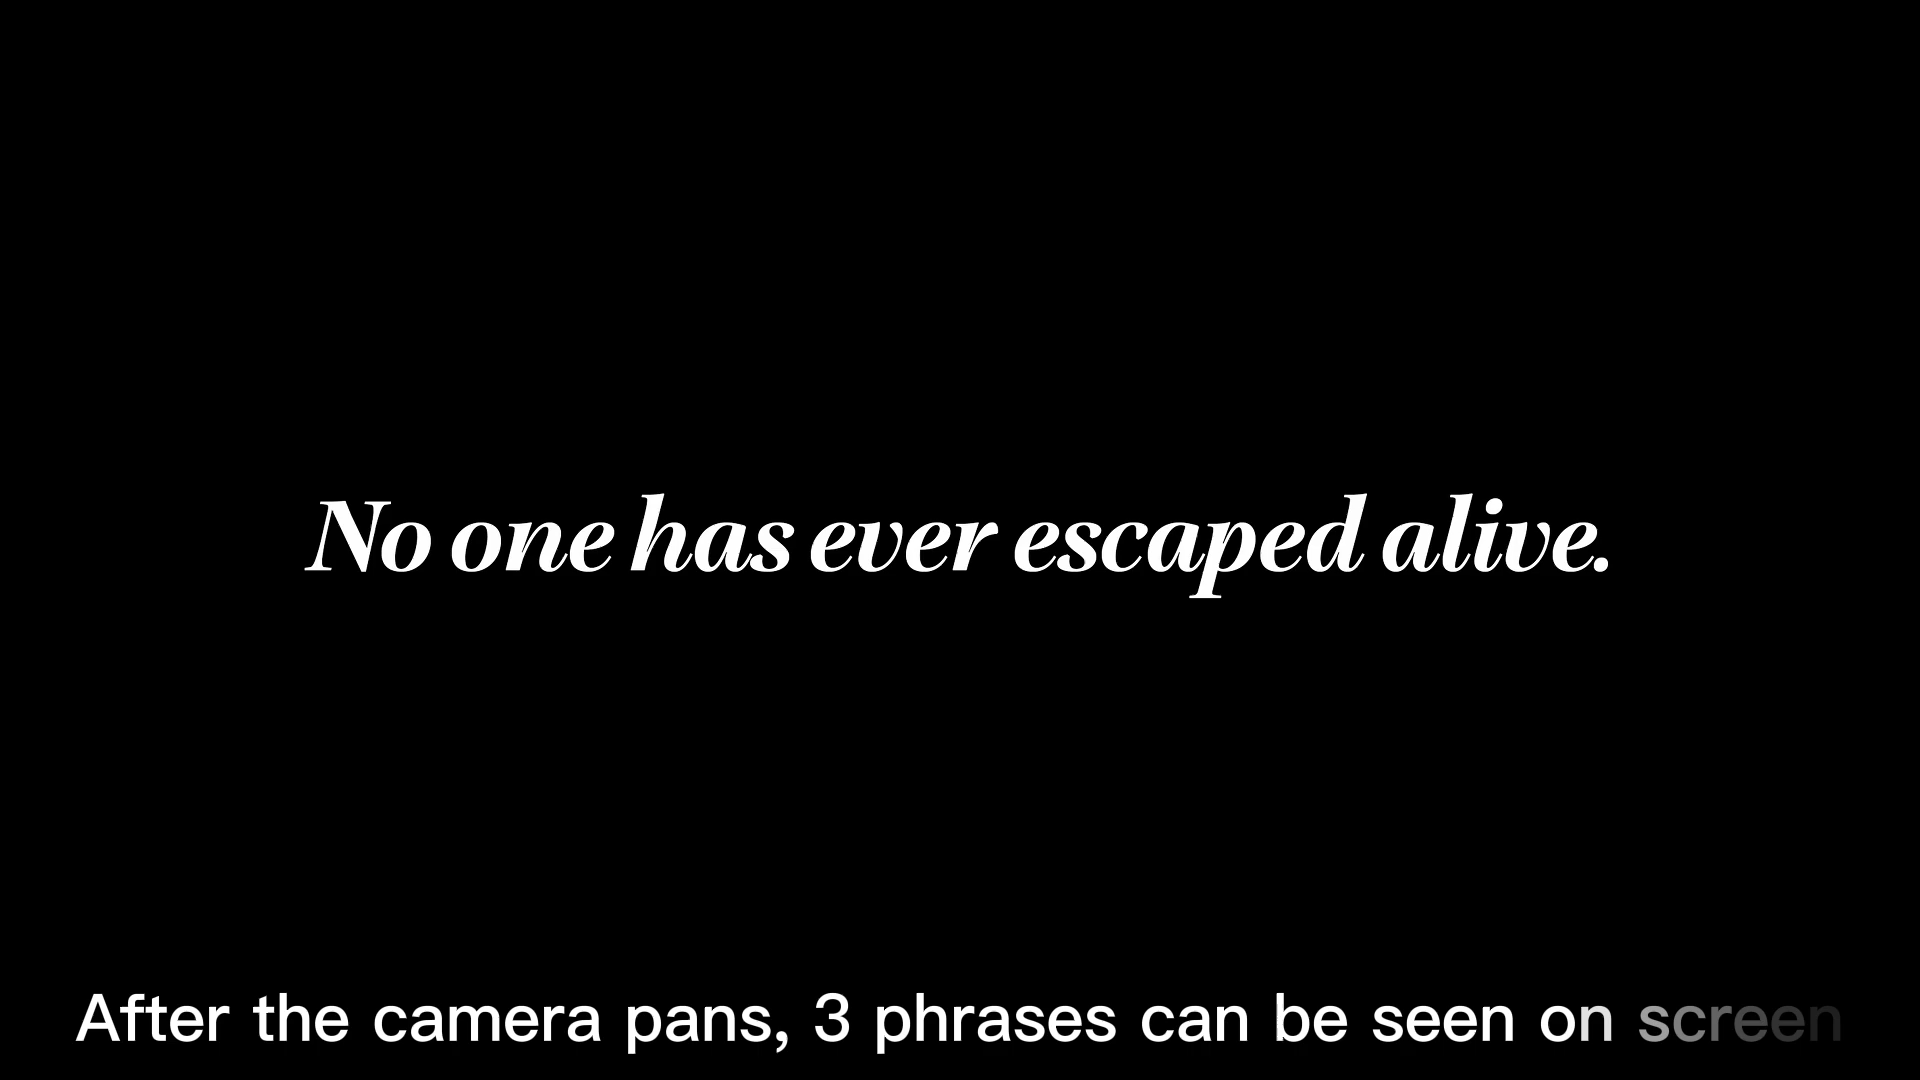 No one has ever escaped alive.
After the camera pans, 3 phrases can be seen on screen